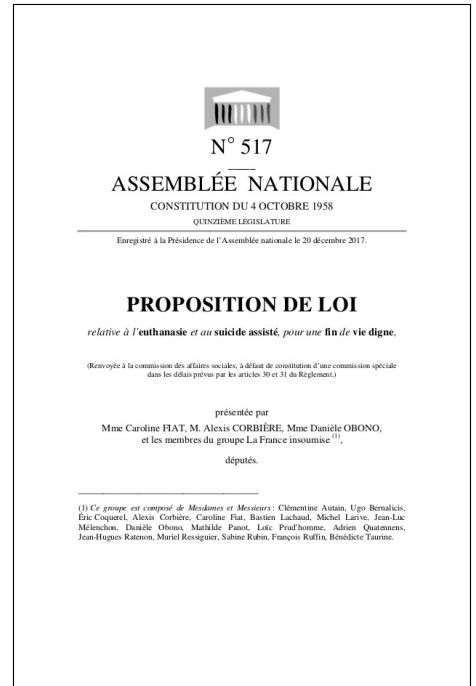 N° 517
ASSEMBLÉE NATIONALE
CONSTITUTION DU 4 OCTOBRE 1958
QUINZIÈME LÉGISLATURE
Enregistré à la Présidence de l'Assemblée nationale le 20 décembre 2017.
PROPOSITION DE LOI
relative à l'euthanasie et au suicide assisté, pour une fin de vie digne,
(Renvoyée à la commission des affaires sociales, à défaut de constitution d'une commission spéciale
dans les délais prévus par les articles 30 et 31 du Règlement.)
présentée par
Mme Caroline FIAT, M. Alexis CORBIÈRE, Mme Danièle OBONO,
et les membres du groupe La France insoumise (1),
députés.
(1) Ce groupe est composé de Mesdames et Messieurs : Clémentine Autain, Ugo Bernalicis,
Éric Coquerel, Alexis Corbière, Caroline Fiat, Bastien Lachaud, Michel Larive, Jean-Luc
Mélenchon, Danièle Obono, Mathilde Panot, Loïc Prud'homme, Adrien Quatennens,
Jean-Hugues Ratenon, Muriel Ressiguier, Sabine Rubin, François Ruffin, Bénédicte Taurine.